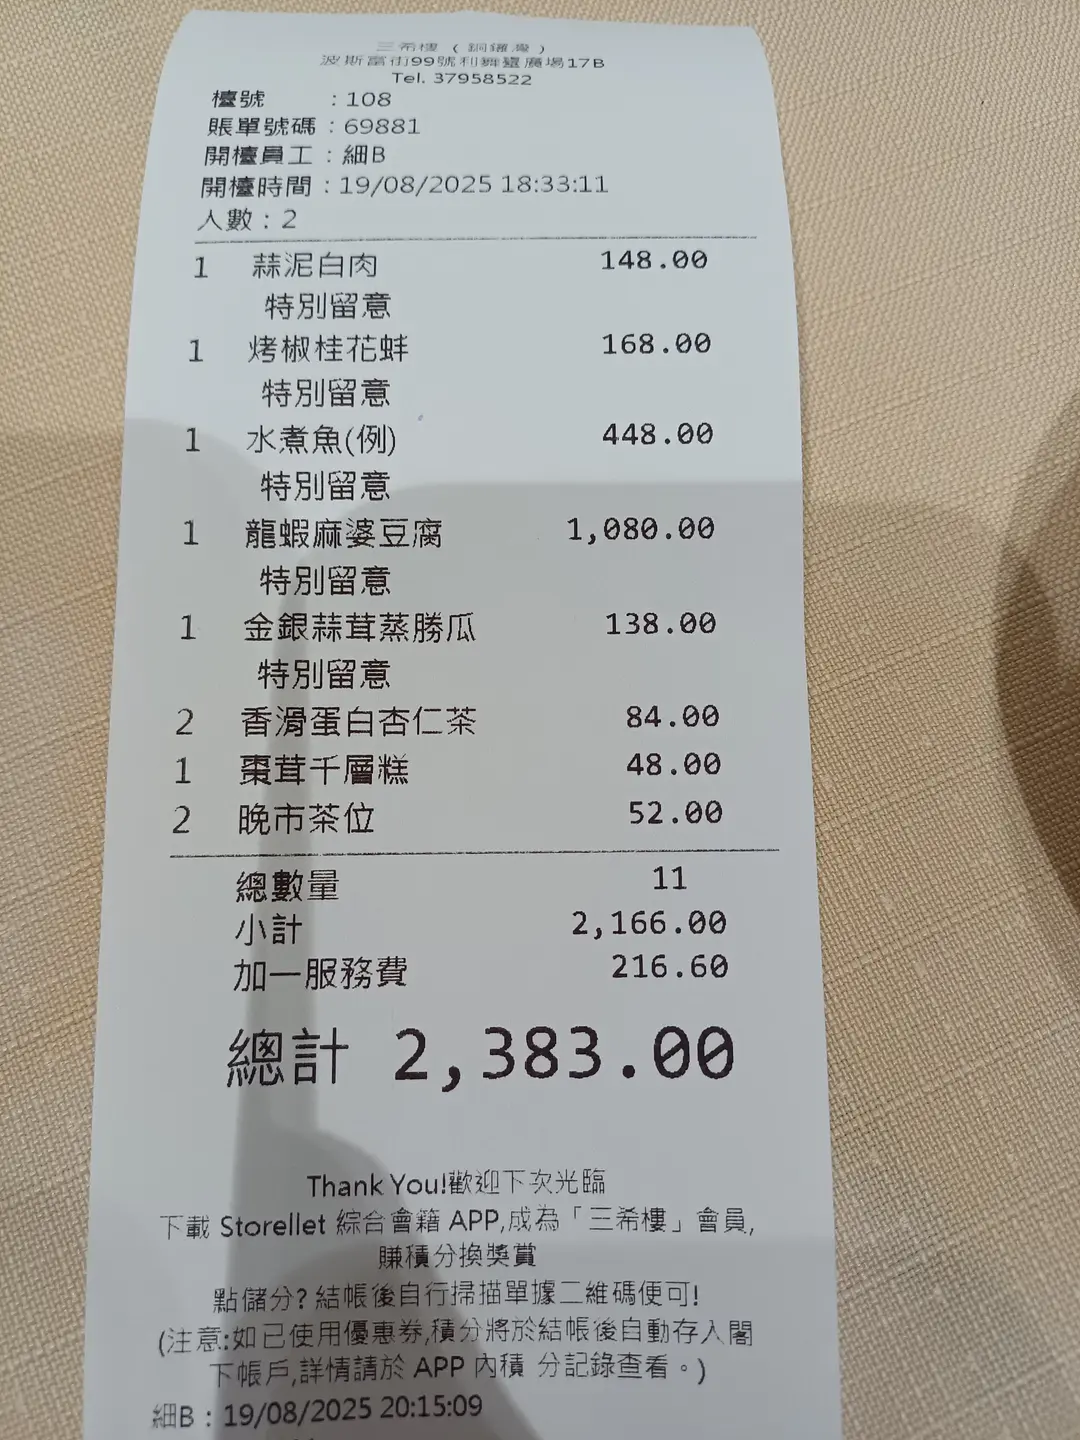 三希樓（銅鑼灣）
波斯富街99號利舞臺廣場17B
Tel. 37958522
檯號 : 108
賬單號碼 : 69881
開檯員工 : 細B
開檯時間 : 19/08/2025 18:33:11
人數 : 2
1 蒜泥白肉 148.00
特別留意
1 烤椒桂花蚌 168.00
特別留意
1 水煮魚(例) 448.00
特別留意
1 龍蝦麻婆豆腐 1,080.00
特別留意
1 金銀蒜茸蒸勝瓜 138.00
特別留意
2 香滑蛋白杏仁茶 84.00
1 棗茸千層糕 48.00
2 晚市茶位 52.00
總數量 11
小計 2,166.00
加一服務費 216.60
總計 2,383.00
Thank You!歡迎下次光臨
下載 Storellet 綜合會籍 APP,成為「三希樓」會員,
賺積分換獎賞
點儲分? 結帳後自行掃描單據二維碼便可!
(注意:如已使用優惠券,積分將於結帳後自動存入閣
下帳戶,詳情請於 APP 內積 分記錄查看。)
細B : 19/08/2025 20:15:09